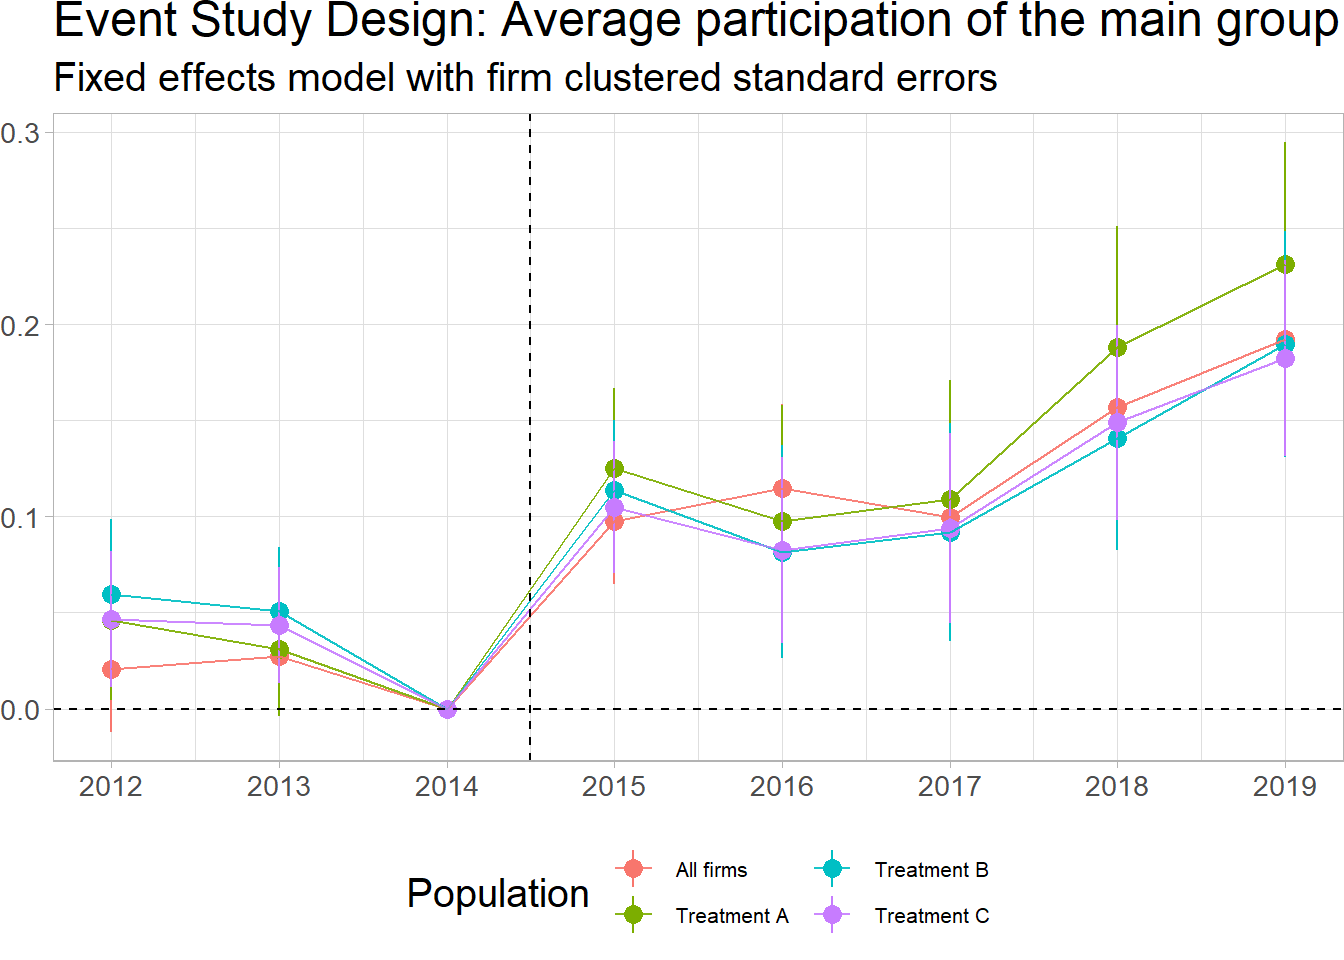 Event Study Design: Average participation of the main group
Fixed effects model with firm clustered standard errors
0.3
0.2
0.1
0.0
2012 2013 2014 2015 2016 2017 2018 2019
Population
All firms Treatment B
Treatment A Treatment C